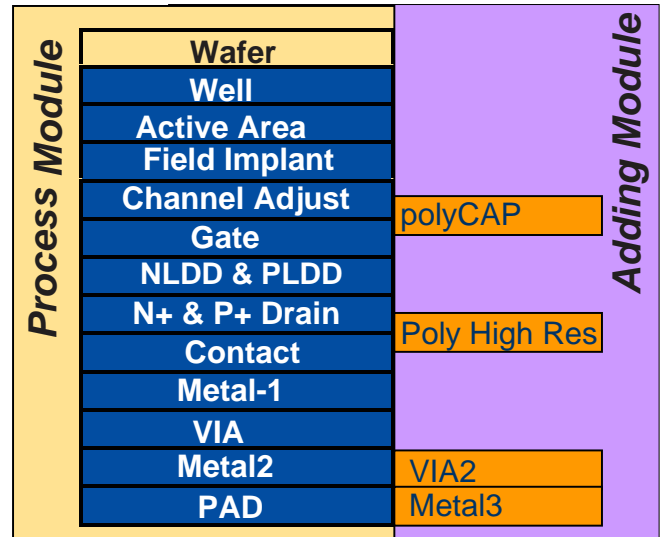 Process Module
Wafer
Well
Active Area
Field Implant
Channel Adjust
Gate
NLDD & PLDD
N+ & P+ Drain
Contact
Metal-1
VIA
Metal2
PAD
polyCAP
Poly High Res
VIA2
Metal3
Adding Module